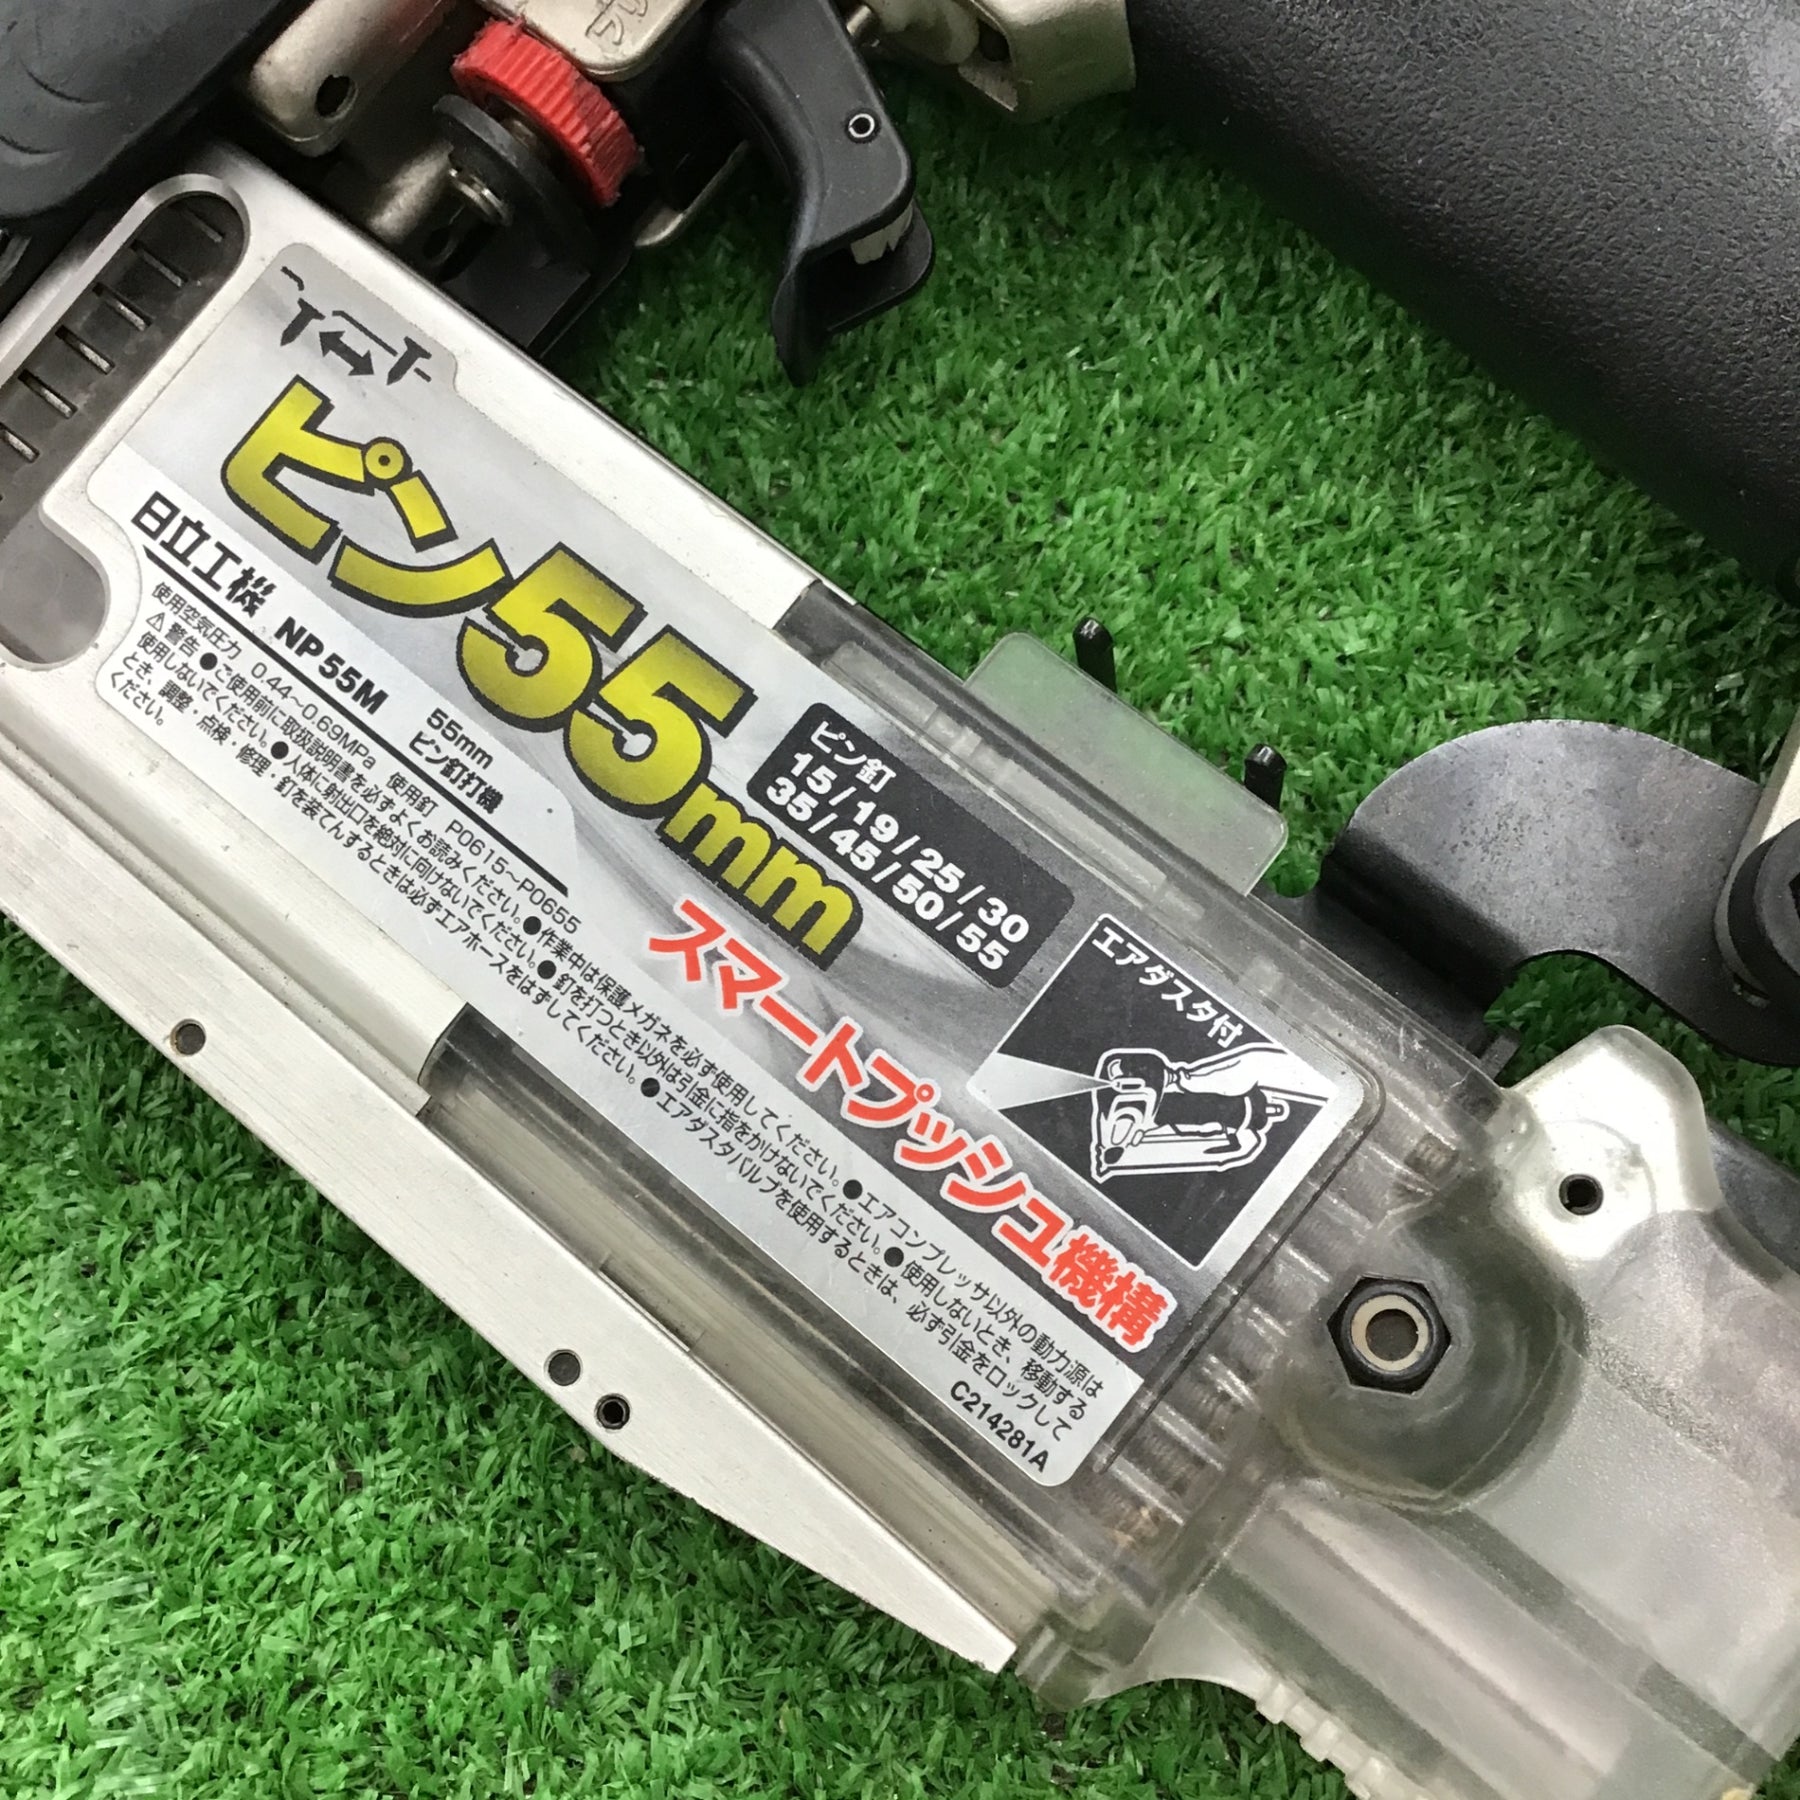 ピン55mm
日立工機 NP55M 55mm
ピン釘打機
使用空気圧力 0.44〜0.69MPa 使用釘 P0615〜P0655
⚠警告●ご使用前に取扱説明書を必ずよくお読みください。●作業中は保護メガネを必ず使用してください。●エアコンプレッサ以外の動力源は
使用しないでください。●人体に射出口を絶対に向けないでください。●釘を打つとき以外は引金に指をかけないでください。●使用しないとき、移動する
とき、調整・点検・修理・釘を装てんするときは必ずエアホースをはずしてください。●エアダスタバルブを使用するときは、必ず引金をロックして
ください。
C214281A
ピン釘
15/19/25/30
35/45/50/55
スマートプッシュ機構
エアダスタ付